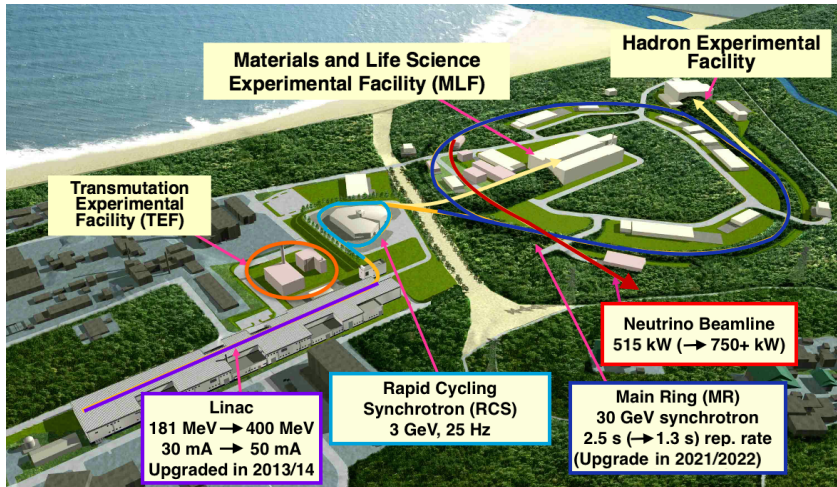 Materials and Life Science
Experimental Facility (MLF)
Hadron Experimental
Facility
Transmutation
Experimental
Facility (TEF)
Neutrino Beamline
515 kW (→ 750+ kW)
Linac
181 MeV → 400 MeV
30 mA → 50 mA
Upgraded in 2013/14
Rapid Cycling
Synchrotron (RCS)
3 GeV, 25 Hz
Main Ring (MR)
30 GeV synchrotron
2.5 s (→1.3 s) rep. rate
(Upgrade in 2021/2022)